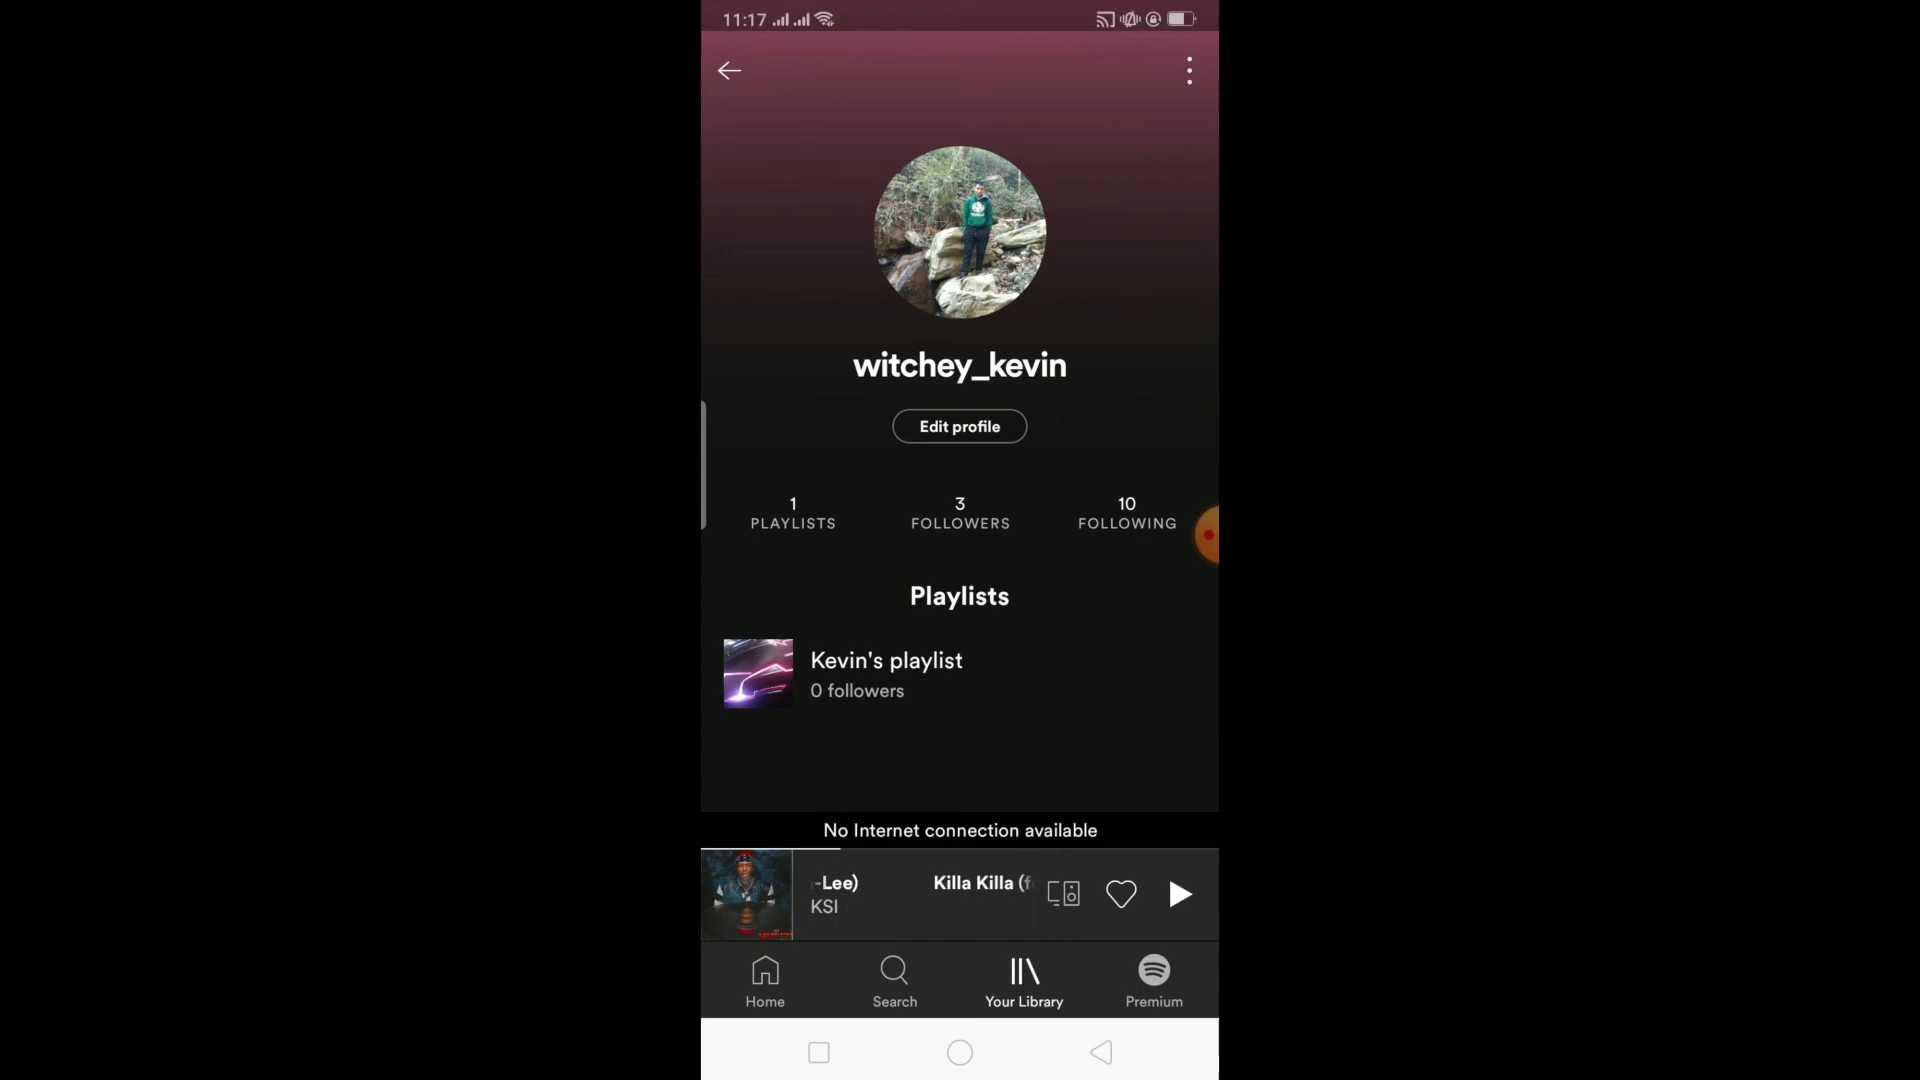 11:17
witchey_kevin
Edit profile
1
PLAYLISTS
3
FOLLOWERS
10
FOLLOWING
Playlists
Kevin's playlist
0 followers
No Internet connection available
-Lee) Killa Killa (f
KSI
Home
Search
Your Library
Premium